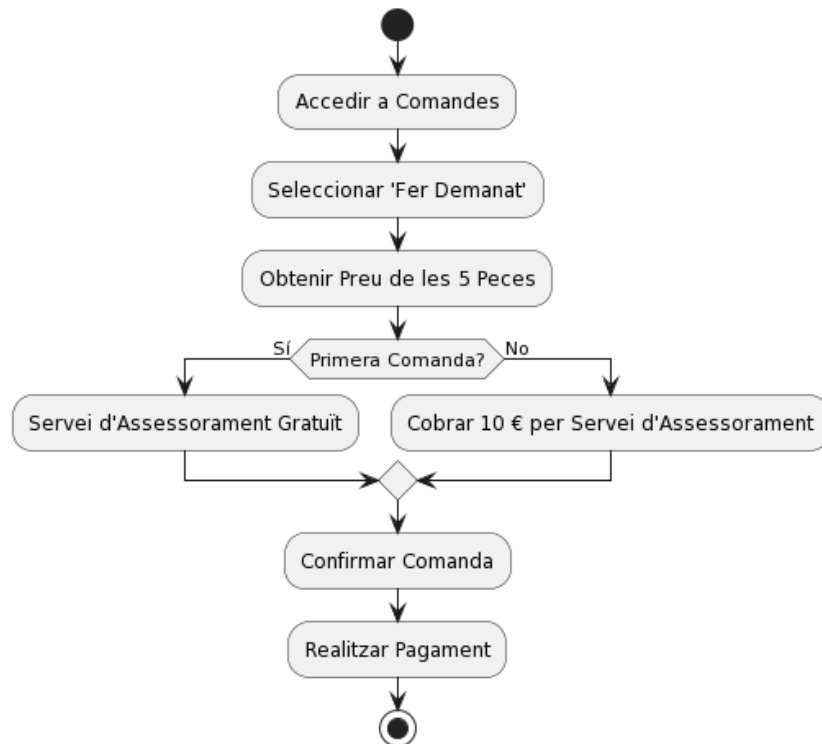 Accedir a Comandes
Seleccionar 'Fer Demanat'
Obtenir Preu de les 5 Peces
Sí
Primera Comanda?
No
Servei d'Assessorament Gratuït
Cobrar 10 € per Servei d'Assessorament
Confirmar Comanda
Realitzar Pagament